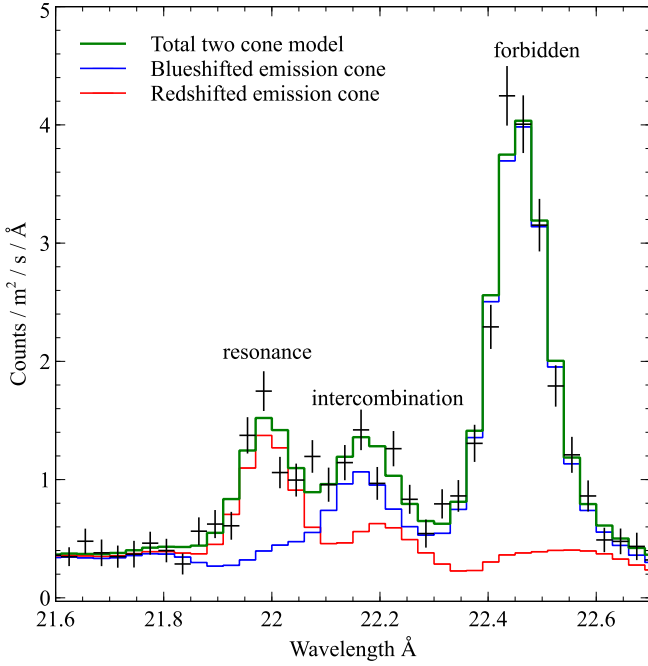 5
4
3
2
1
0
Counts / m² / s / Å
Total two cone model
Blueshifted emission cone
Redshifted emission cone
forbidden
resonance
intercombination
21.6 21.8 22 22.2 22.4 22.6
Wavelength Å